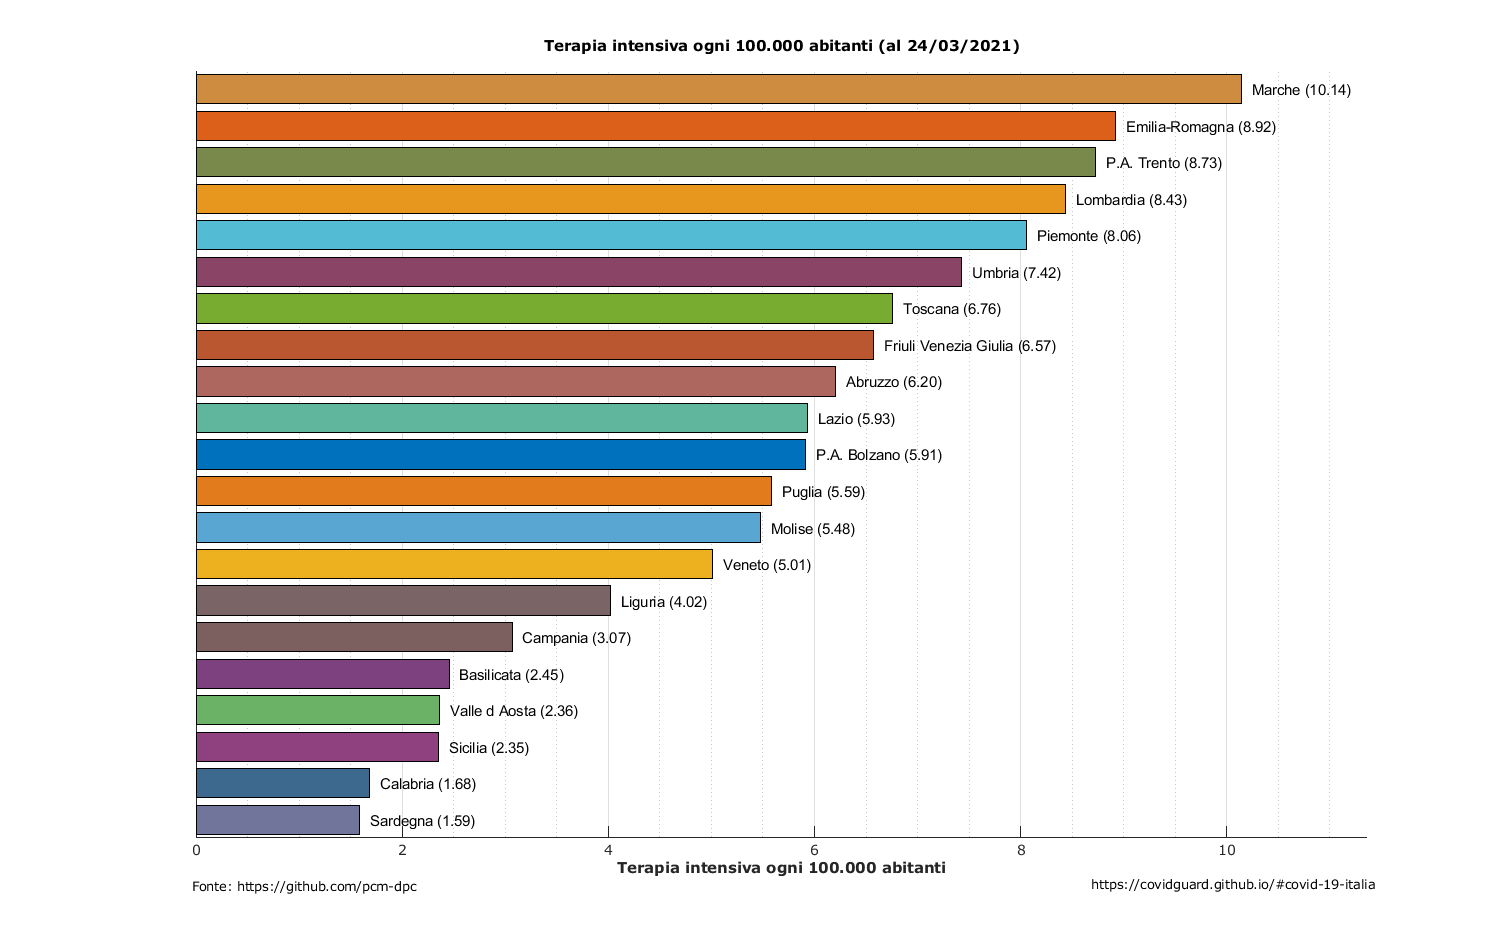 Terapia intensiva ogni 100.000 abitanti (al 24/03/2021)
Marche (10.14)
Emilia-Romagna (8.92)
P.A. Trento (8.73)
Lombardia (8.43)
Piemonte (8.06)
Umbria (7.42)
Toscana (6.76)
Friuli Venezia Giulia (6.57)
Abruzzo (6.20)
Lazio (5.93)
P.A. Bolzano (5.91)
Puglia (5.59)
Molise (5.48)
Veneto (5.01)
Liguria (4.02)
Campania (3.07)
Basilicata (2.45)
Valle d Aosta (2.36)
Sicilia (2.35)
Calabria (1.68)
Sardegna (1.59)
0 2 4 6 8 10
Terapia intensiva ogni 100.000 abitanti
Fonte: https://github.com/pcm-dpc
https://covidguard.github.io/#covid-19-italia